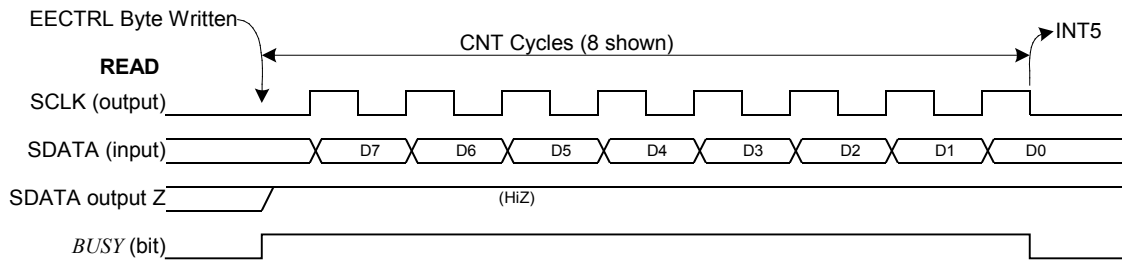 EECTRL Byte Written
CNT Cycles (8 shown)
INT5
READ
SCLK (output)
SDATA (input)
D7 D6 D5 D4 D3 D2 D1 D0
SDATA output Z
(HiZ)
BUSY (bit)